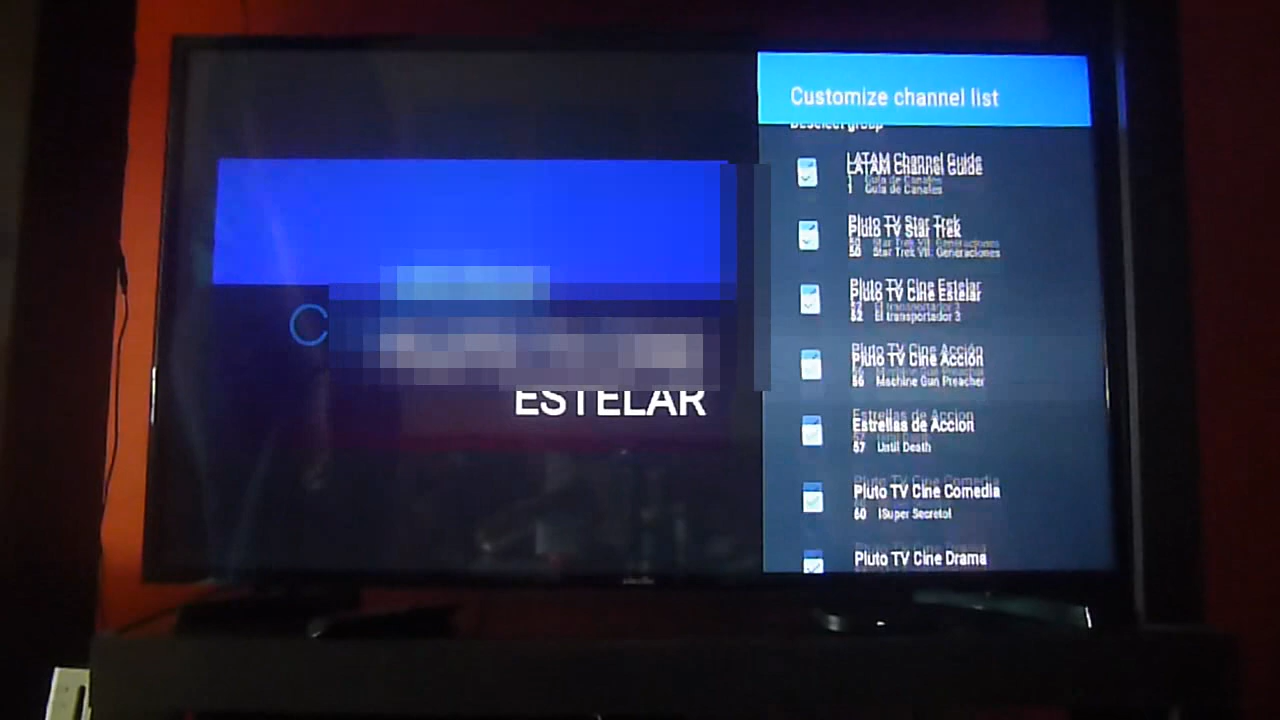 Customize channel list
Deselect group
LATAM Channel Guide
1 Guía de Canales
Pluto TV Star Trek
50 Star Trek VII: Generaciones
Pluto TV Cine Estelar
52 El transportador 3
Pluto TV Cine Acción
56 Machine Gun Preacher
Estrellas de Accion
57 Until Death
Pluto TV Cine Comedia
60 ¡Super Secreto!
Pluto TV Cine Drama
C
ESTELAR